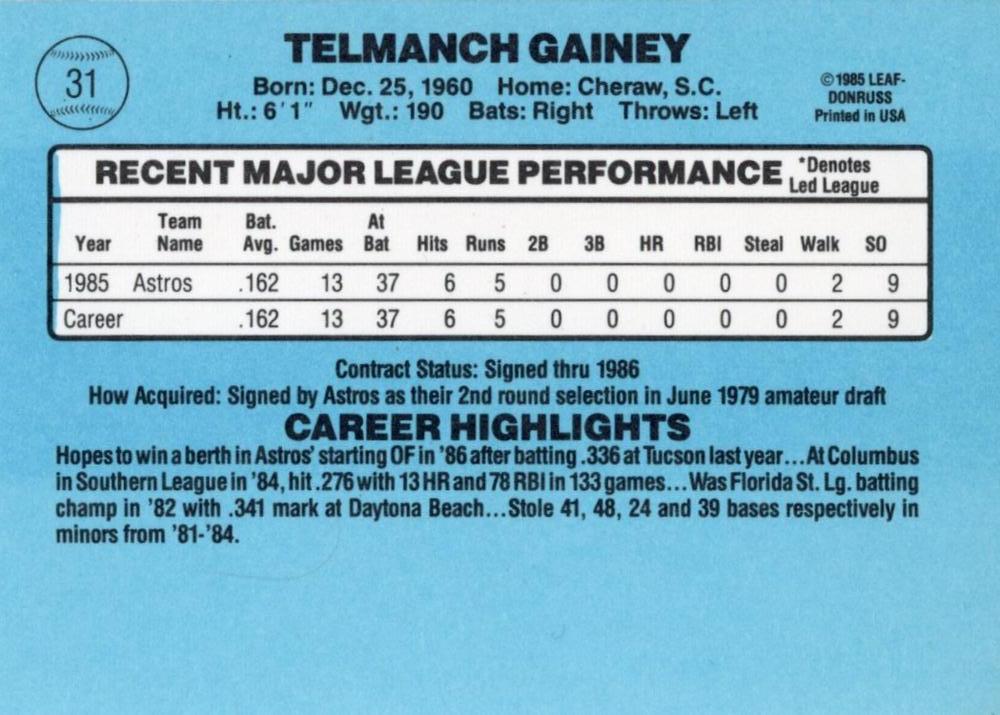 31
TELMANCH GAINEY
Born: Dec. 25, 1960 Home: Cheraw, S.C.
Ht.: 6'1" Wgt.: 190 Bats: Right Throws: Left
©1985 LEAF-
DONRUSS
Printed in USA
RECENT MAJOR LEAGUE PERFORMANCE *Denotes
Led League
Year Team Name Bat. Avg. Games At Bat Hits Runs 2B 3B HR RBI Steal Walk SO
1985 Astros .162 13 37 6 5 0 0 0 0 0 2 9
Career .162 13 37 6 5 0 0 0 0 0 2 9
Contract Status: Signed thru 1986
How Acquired: Signed by Astros as their 2nd round selection in June 1979 amateur draft
CAREER HIGHLIGHTS
Hopes to win a berth in Astros' starting OF in '86 after batting .336 at Tucson last year...At Columbus
in Southern League in '84, hit .276 with 13 HR and 78 RBI in 133 games...Was Florida St. Lg. batting
champ in '82 with .341 mark at Daytona Beach...Stole 41, 48, 24 and 39 bases respectively in
minors from '81-'84.